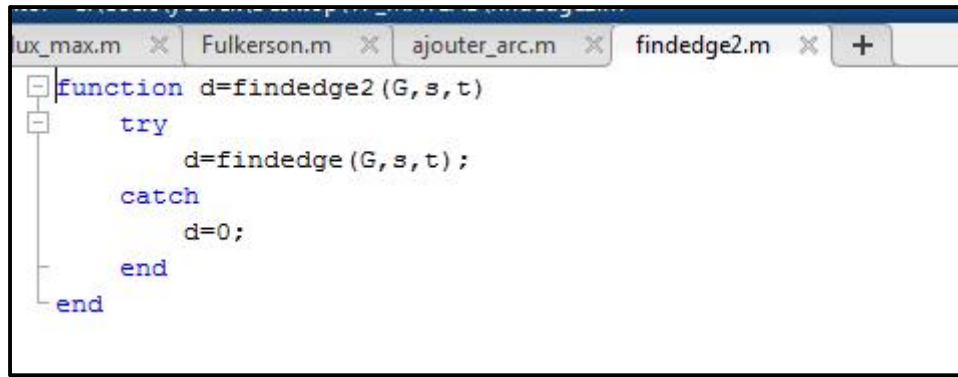 lux_max.m Fulkerson.m ajouter_arc.m findedge2.m +
function d=findedge2(G,s,t)
try
d=findedge(G,s,t);
catch
d=0;
end
end